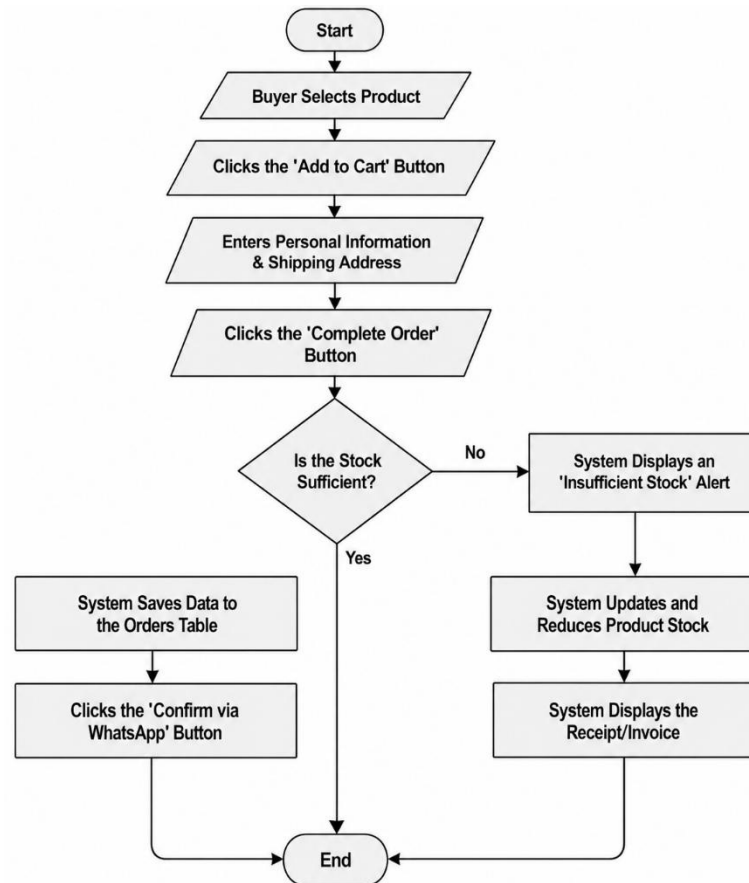 Start
Buyer Selects Product
Clicks the 'Add to Cart' Button
Enters Personal Information
& Shipping Address
Clicks the 'Complete Order'
Button
Is the Stock
Sufficient?
No
System Displays an
'Insufficient Stock' Alert
Yes
System Saves Data to
the Orders Table
System Updates and
Reduces Product Stock
Clicks the 'Confirm via
WhatsApp' Button
System Displays the
Receipt/Invoice
End